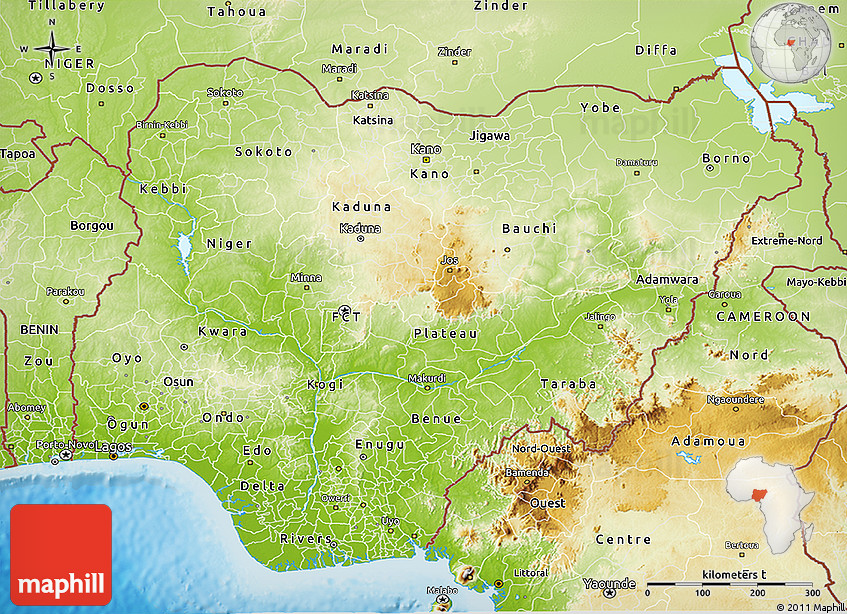 Tillabery
Tahoua
Zinder
N
W E
S
NIGER
Maradi
Maradi
Zinder
Diffa
Dosso
Sokoto
Katsina
Katsina
Yobe
Birnin-Kebbi
Jigawa
maphill
Tapoa
Sokoto
Kano
Kano
Damaturu
Borno
Kebbi
Kaduna
Kaduna
Borgou
Bauchi
Niger
Extreme-Nord
Jos
Minna
Adamwara
Mayo-Kebbi
Parakou
Yola
Garoua
BENIN
FCT
Jalingo
CAMEROON
Kwara
Plateau
Zou
Oyo
Nord
Osun
Kogi
Makurdi
Taraba
Abomey
Ondo
Benue
Ngaoundere
Ogun
Adamoua
Porto-Novo
Lagos
Edo
Enugu
Nord-Ouest
Bamenda
Delta
Owerri
Ouest
Uyo
Rivers
Centre
Bertoua
Littoral
Yaounde
Malabo
maphill
kilometers t
0 100 200 300
© 2011 Maphill